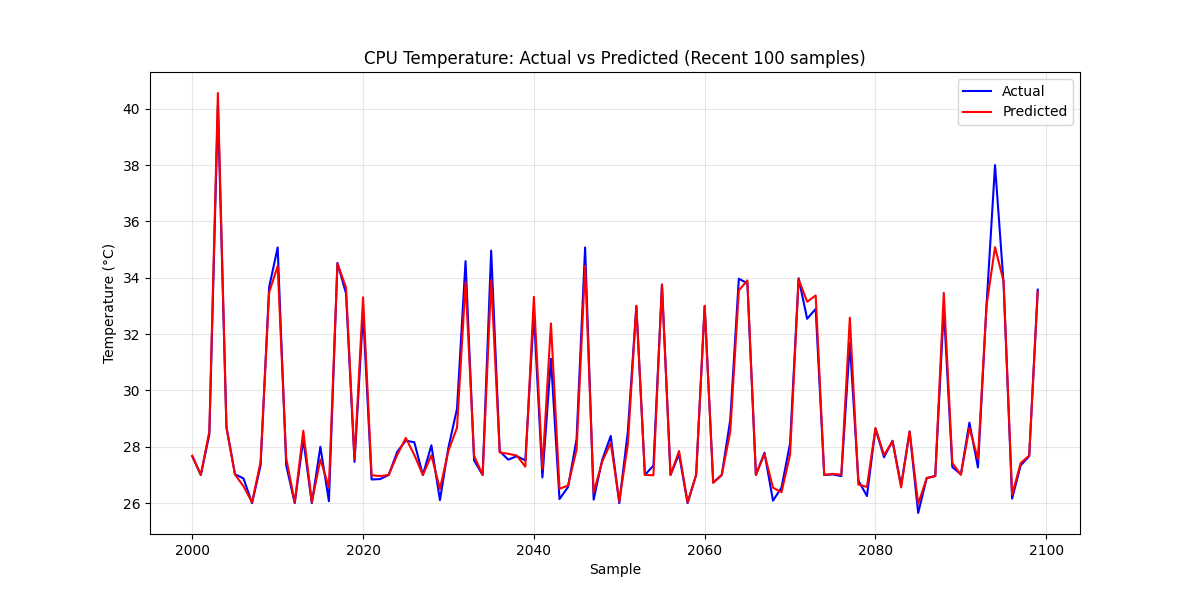 CPU Temperature: Actual vs Predicted (Recent 100 samples)
Actual
Predicted
Temperature (°C)
40
38
36
34
32
30
28
26
2000 2020 2040 2060 2080 2100
Sample